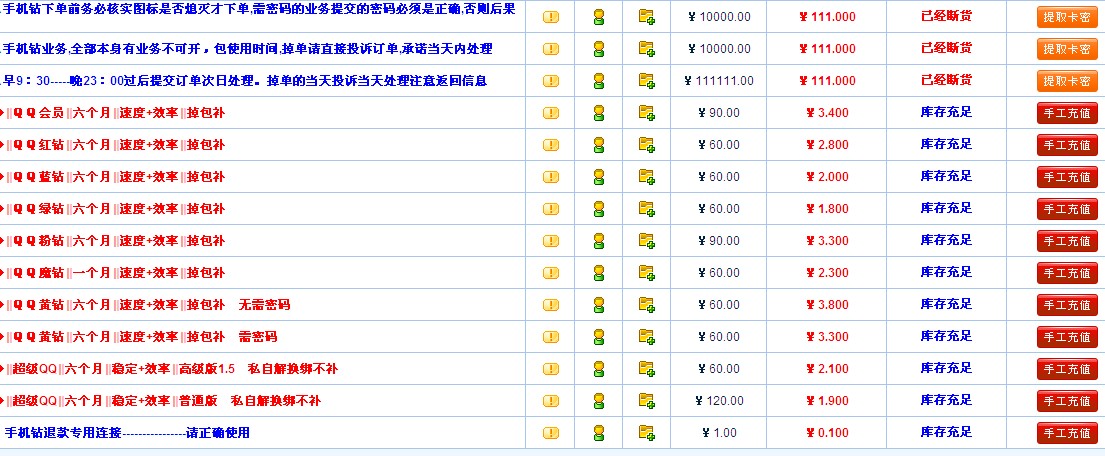 .手机钻下单前务必核实图标是否熄灭才下单,需密码的业务提交的密码必须是正确,否则后果 ¥ 10000.00 ¥ 111.000 已经断货 提取卡密
.手机钻业务,全部本身有业务不可开，包使用时间,掉单请直接投诉订单,承诺当天内处理 ¥ 10000.00 ¥ 111.000 已经断货 提取卡密
.早9：30-----晚23：00过后提交订单次日处理。掉单的当天投诉当天处理注意返回信息 ¥ 111111.00 ¥ 111.000 已经断货 提取卡密
||ＱＱ会员||六个月||速度+效率||掉包补 ¥ 90.00 ¥ 3.400 库存充足 手工充值
||ＱＱ红钻||六个月||速度+效率||掉包补 ¥ 60.00 ¥ 2.800 库存充足 手工充值
||ＱＱ蓝钻||六个月||速度+效率||掉包补 ¥ 60.00 ¥ 2.000 库存充足 手工充值
||ＱＱ绿钻||六个月||速度+效率||掉包补 ¥ 60.00 ¥ 1.800 库存充足 手工充值
||ＱＱ粉钻||六个月||速度+效率||掉包补 ¥ 90.00 ¥ 3.300 库存充足 手工充值
||ＱＱ魔钻||一个月||速度+效率||掉包补 ¥ 60.00 ¥ 2.300 库存充足 手工充值
||ＱＱ黄钻||六个月||速度+效率||掉包补　无需密码 ¥ 60.00 ¥ 3.800 库存充足 手工充值
||ＱＱ黄钻||六个月||速度+效率||掉包补　需密码 ¥ 60.00 ¥ 3.300 库存充足 手工充值
||超级QQ||六个月||稳定+效率||高级版1.5　私自解换绑不补 ¥ 60.00 ¥ 2.100 库存充足 手工充值
||超级QQ||六个月||稳定+效率||普通版　私自解换绑不补 ¥ 120.00 ¥ 1.900 库存充足 手工充值
手机钻退款专用连接----------------请正确使用 ¥ 1.00 ¥ 0.100 库存充足 手工充值